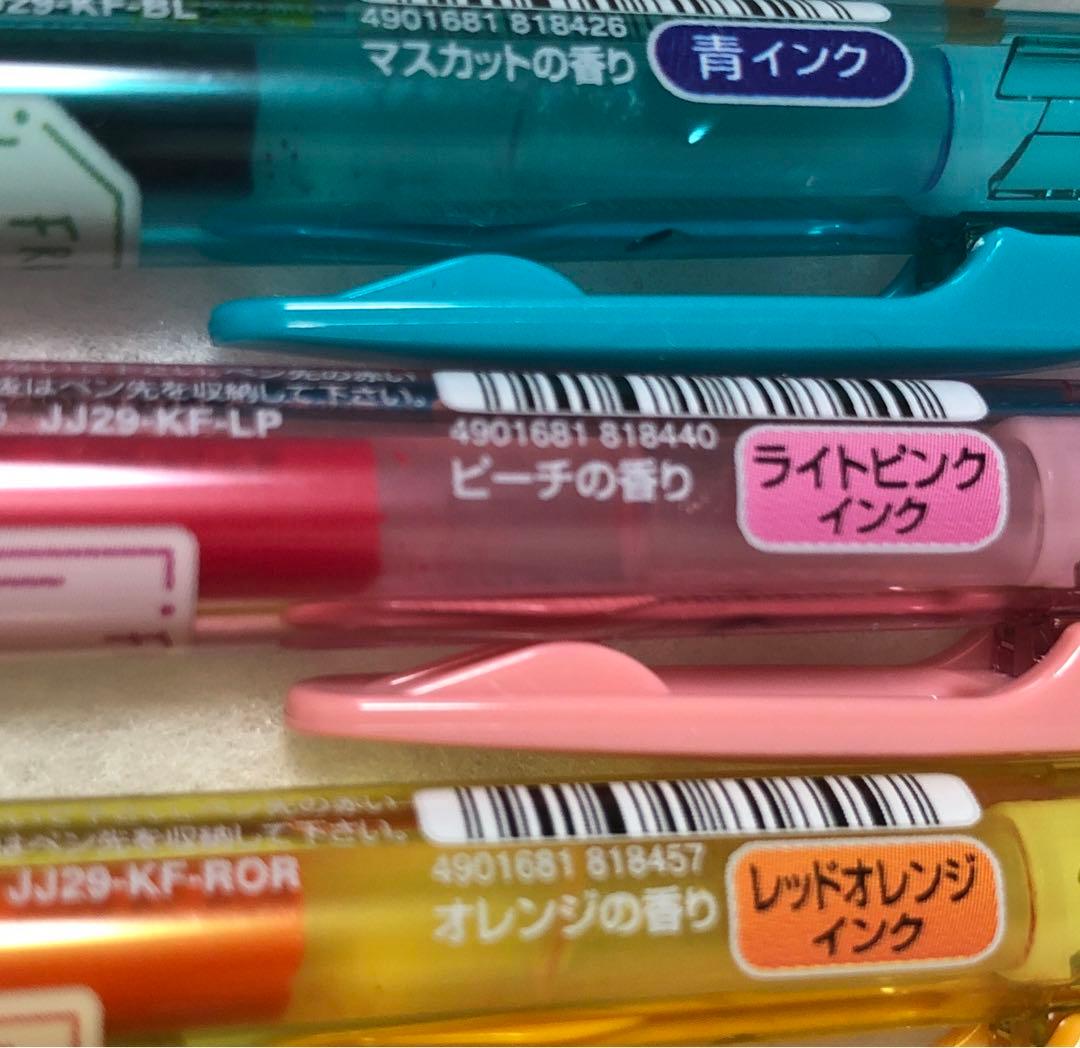 J29-KF-BL
4901681 818426
マスカットの香り
青インク
FR
はペン先を収納して下さい。
JJ29-KF-LP
4901681 818440
ピーチの香り
ライトピンク
インク
F
はペン先を収納して下さい。
JJ29-KF-ROR
4901681 818457
オレンジの香り
レッドオレンジ
インク